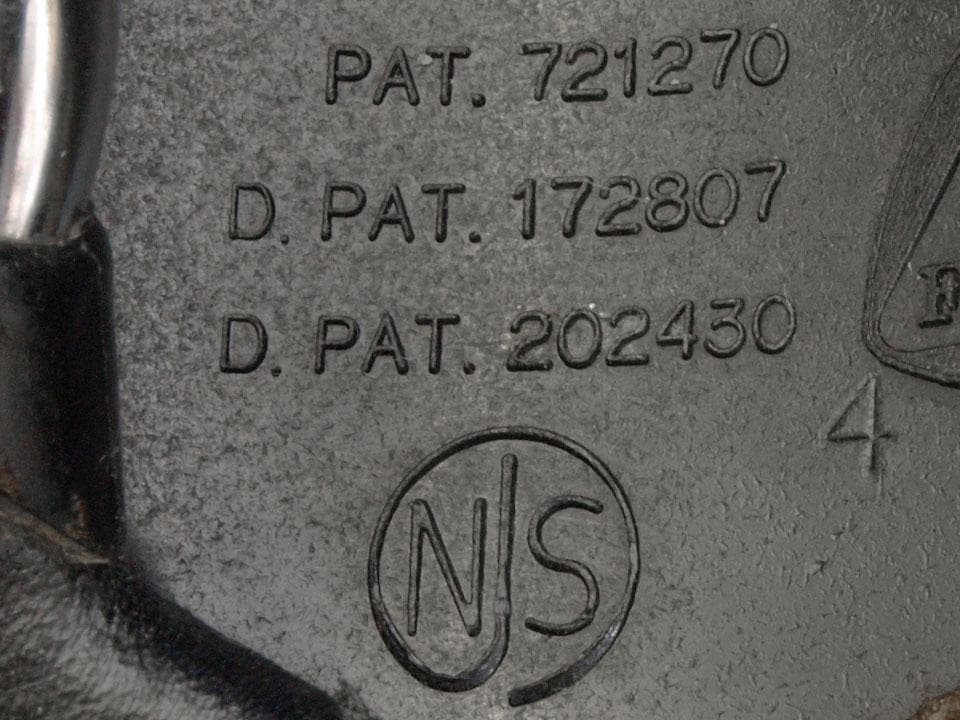 PAT. 721270
D. PAT. 172807
D. PAT. 202430
4
NJS